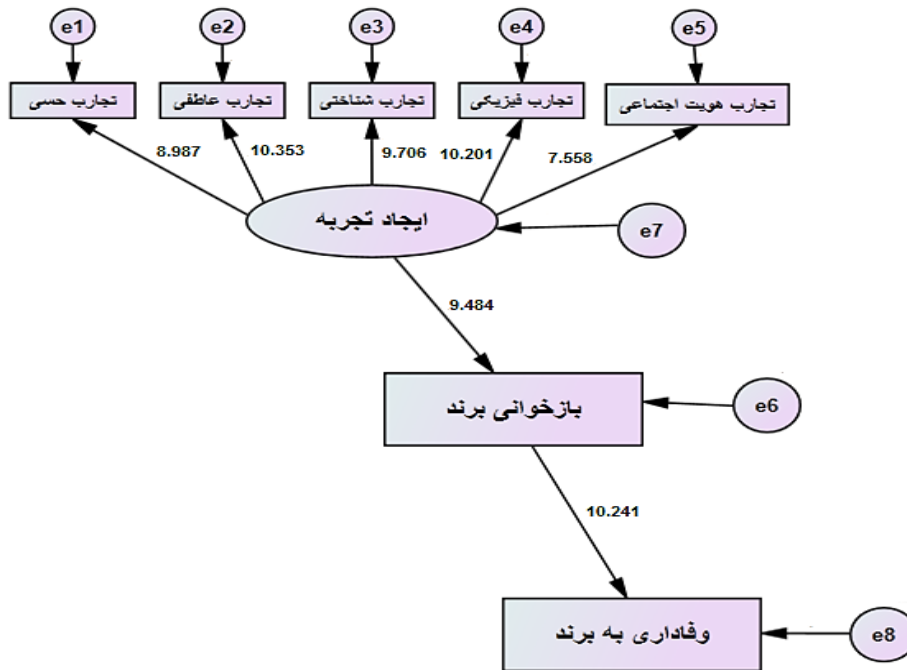 e1
e2
e3
e4
e5
تجارب حسی
تجارب عاطفی
تجارب شناختی
تجارب فیزیکی
تجارب هویت اجتماعی
8.987
10.353
9.706
10.201
7.558
ایجاد تجربه
e7
9.484
بازخوانی برند
e6
10.241
وفاداری به برند
e8